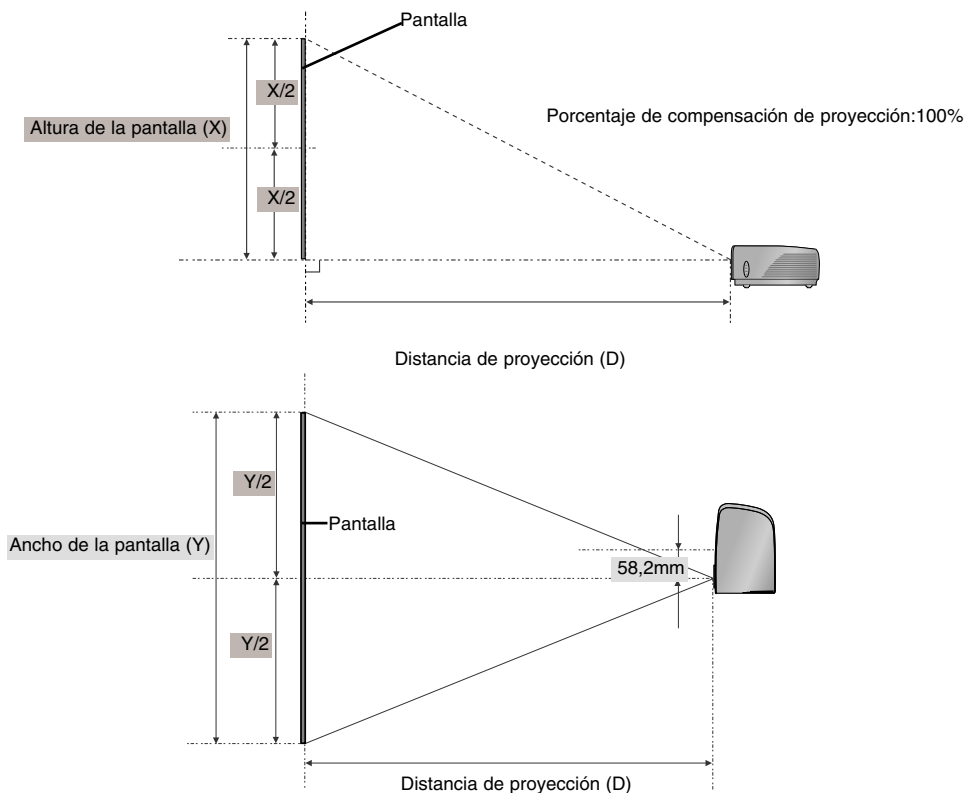 Pantalla
X/2
Porcentaje de compensación de proyección:100%
Altura de la pantalla (X)
X/2
Distancia de proyección (D)
Y/2
Pantalla
Ancho de la pantalla (Y)
58,2mm
Y/2
Distancia de proyección (D)